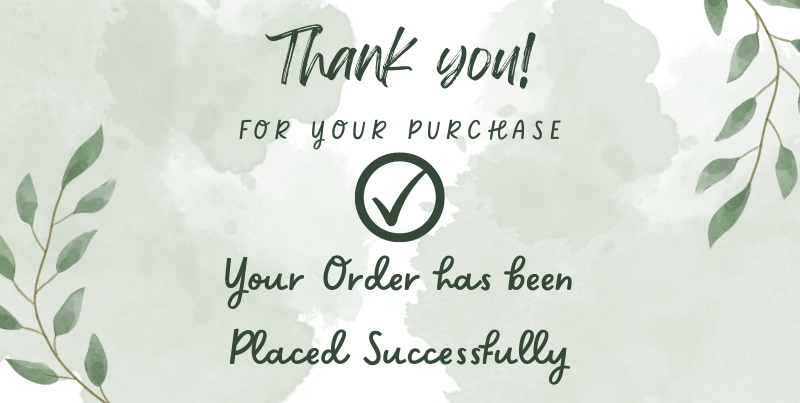 Thank you!
FOR YOUR PURCHASE
Your Order has been
Placed Successfully